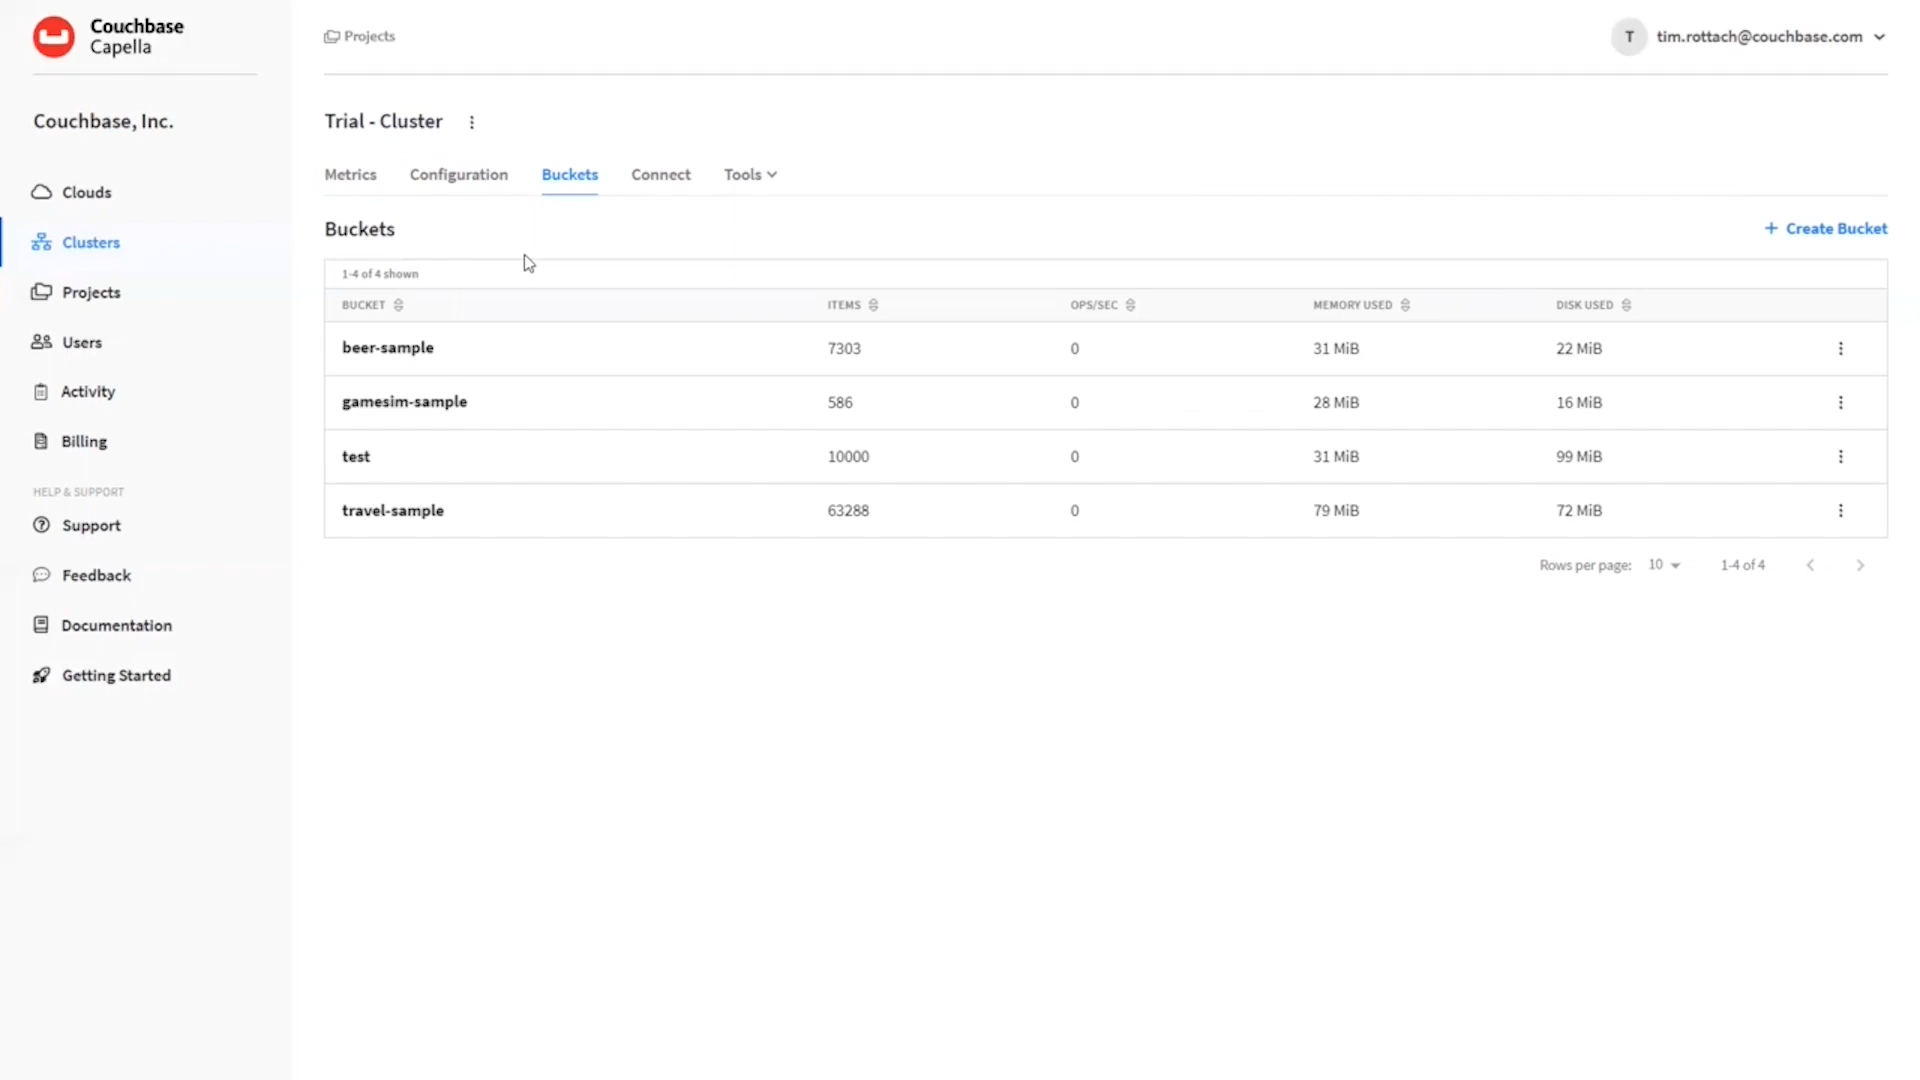 Couchbase
Capella
Projects
T tim.rottach@couchbase.com
Couchbase, Inc.
Trial - Cluster
Clouds
Clusters
Projects
Users
Activity
Billing
HELP & SUPPORT
Support
Feedback
Documentation
Getting Started
Metrics Configuration Buckets Connect Tools
Buckets
+ Create Bucket
1-4 of 4 shown
BUCKET ITEMS OPS/SEC MEMORY USED DISK USED
beer-sample 7303 0 31 MiB 22 MiB
gamesim-sample 586 0 28 MiB 16 MiB
test 10000 0 31 MiB 99 MiB
travel-sample 63288 0 79 MiB 72 MiB
Rows per page: 10 1-4 of 4